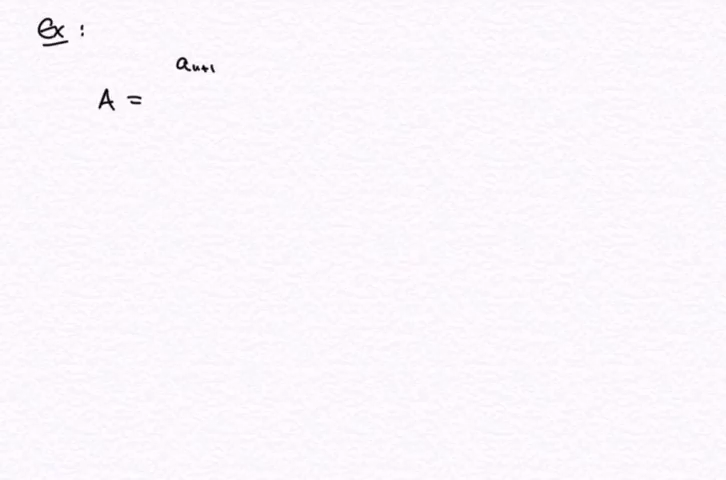 Ex :
a_{n+1}
A =